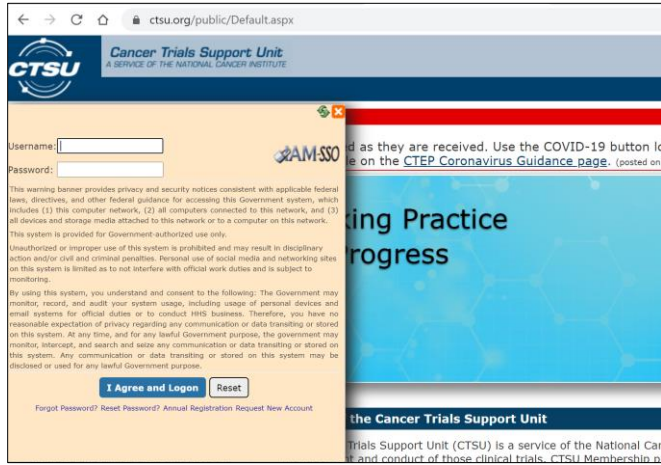 ctsu.org/public/Default.aspx
CTSU
Cancer Trials Support Unit
A SERVICE OF THE NATIONAL CANCER INSTITUTE
Username:
IAM-SSO
Password:
This warning banner provides privacy and security notices consistent with applicable federal
laws, directives, and other federal guidance for accessing this Government system, which
includes (1) this computer network, (2) all computers connected to this network, and (3)
all devices and storage media attached to this network or to a computer on this network.
This system is provided for Government-authorized use only.
Unauthorized or improper use of this system is prohibited and may result in disciplinary
action and/or civil and criminal penalties. Personal use of social media and networking sites
on this system is limited as to not interfere with official work duties and is subject to
monitoring.
By using this system, you understand and consent to the following: The Government may
monitor, record, and audit your system usage, including usage of personal devices and
email systems for official duties or to conduct HHS business. Therefore, you have no
reasonable expectation of privacy regarding any communication or data transiting or stored
on this system. At any time, and for any lawful Government purpose, the government may
monitor, intercept, and search and seize any communication or data transiting or stored on
this system. Any communication or data transiting or stored on this system may be
disclosed or used for any lawful Government purpose.
I Agree and Logon Reset
Forgot Password? Reset Password? Annual Registration Request New Account
d as they are received. Use the COVID-19 button lo
le on the CTEP Coronavirus Guidance page. (posted on
king Practice
rogress
the Cancer Trials Support Unit
Trials Support Unit (CTSU) is a service of the National Can
nt and conduct of those clinical trials. CTSU Membership p